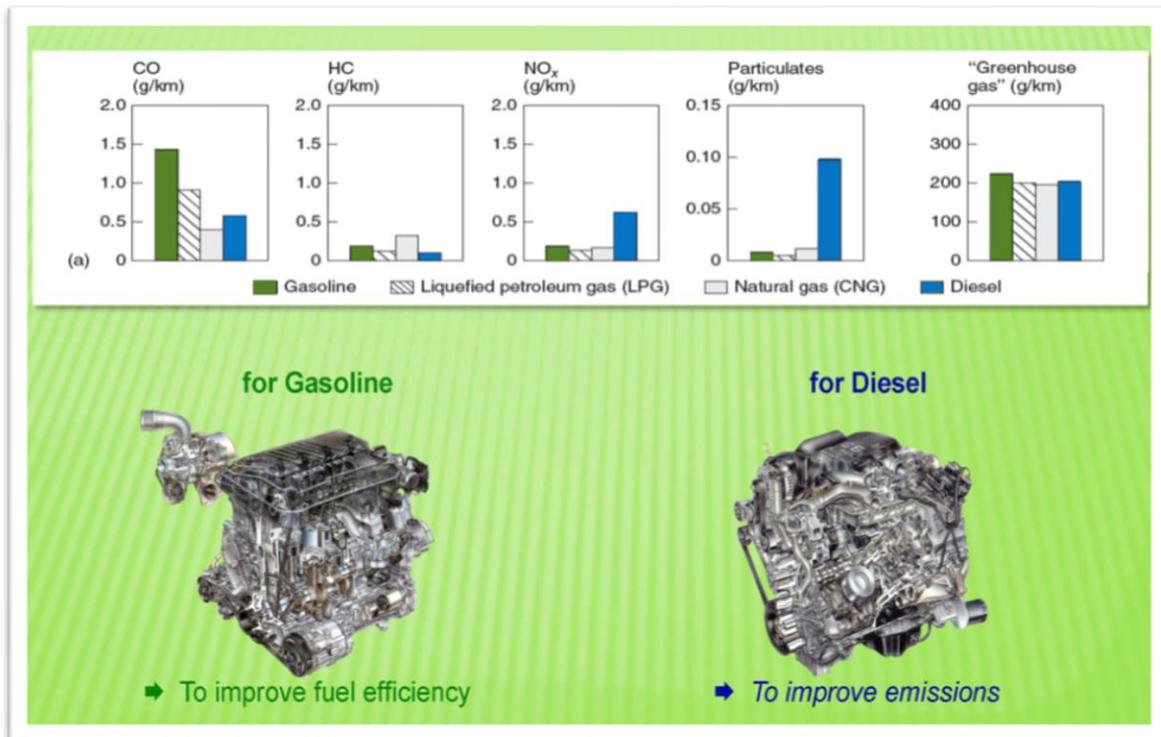 CO
(g/km)
2.0
1.5
1.0
0.5
0
HC
(g/km)
2.0
1.5
1.0
0.5
0
NOx
(g/km)
2.0
1.5
1.0
0.5
0
Particulates
(g/km)
0.15
0.10
0.05
0
“Greenhouse
gas” (g/km)
400
300
200
100
0
(a)
Gasoline Liquefied petroleum gas (LPG) Natural gas (CNG) Diesel
for Gasoline
for Diesel
To improve fuel efficiency
To improve emissions